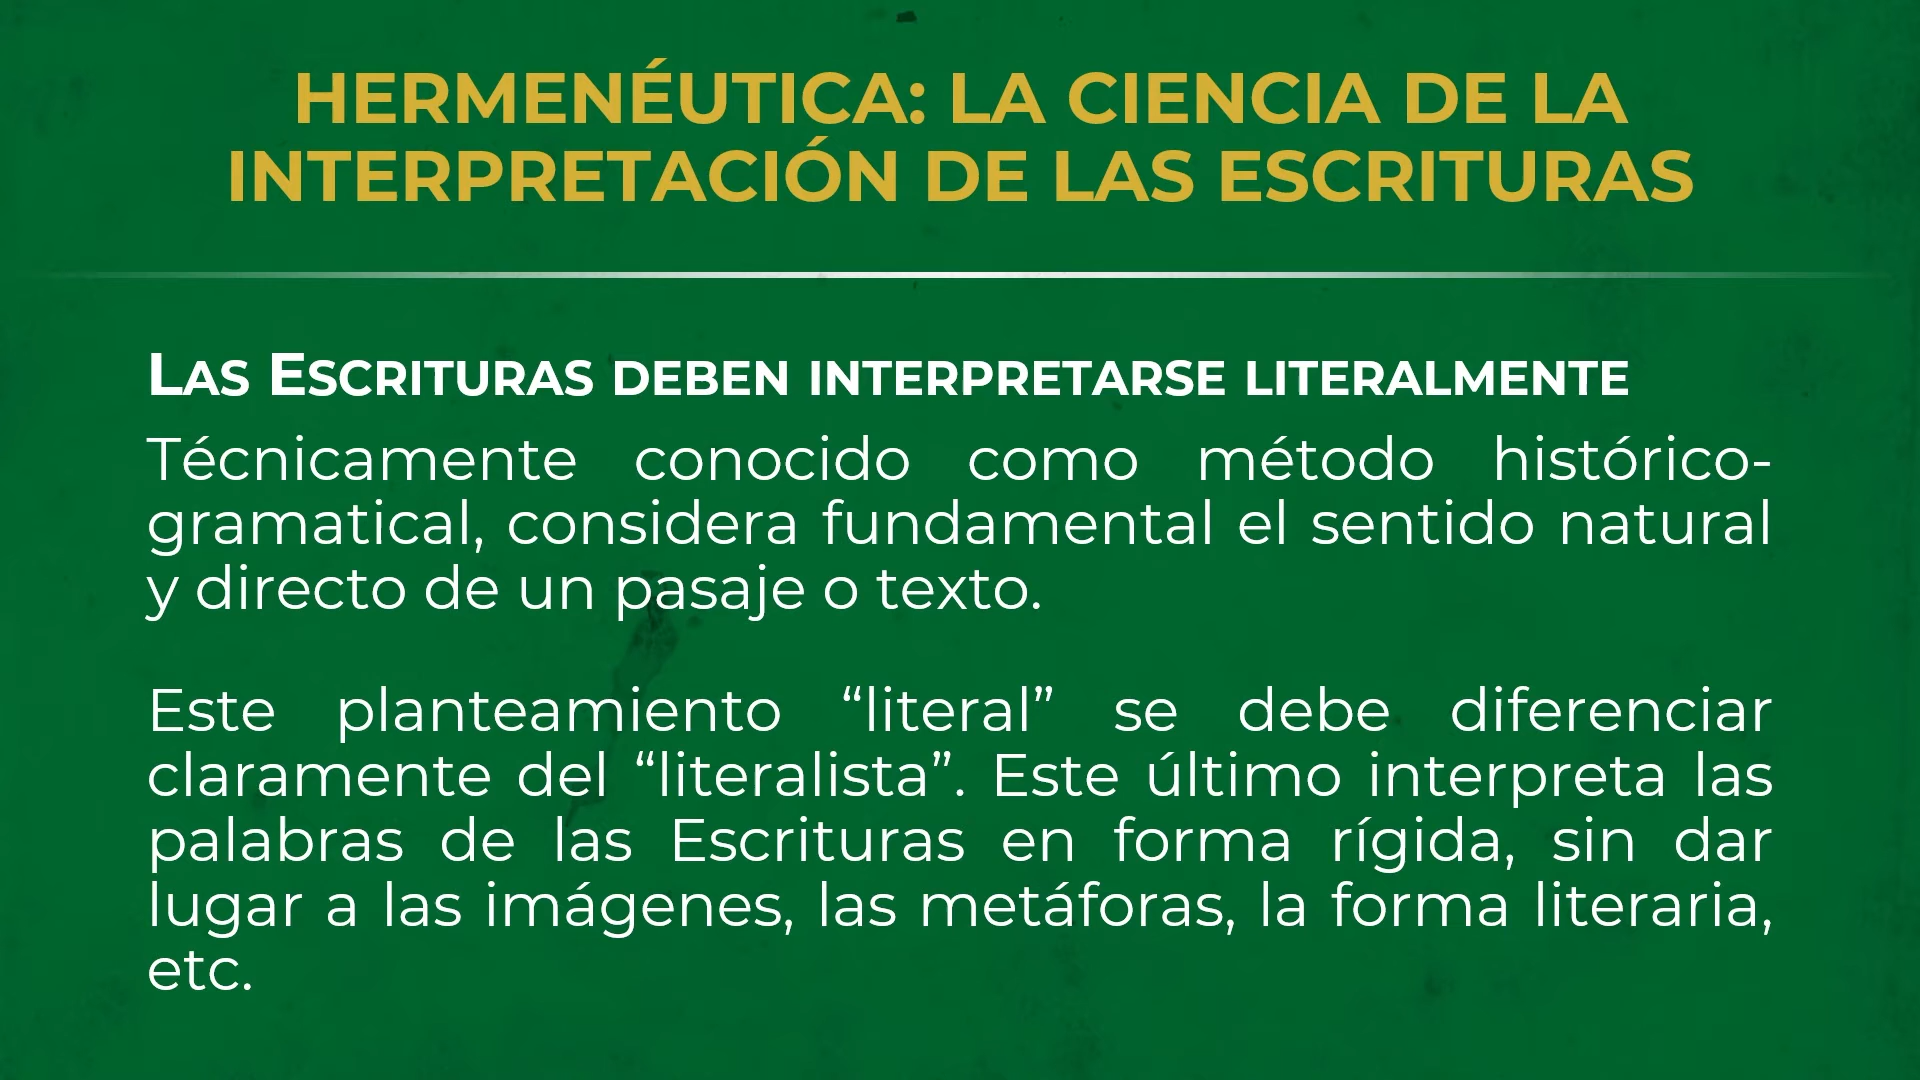 HERMENÉUTICA: LA CIENCIA DE LA
INTERPRETACIÓN DE LAS ESCRITURAS
LAS ESCRITURAS DEBEN INTERPRETARSE LITERALMENTE
Técnicamente conocido como método histórico-
gramatical, considera fundamental el sentido natural
y directo de un pasaje o texto.
Este planteamiento “literal” se debe diferenciar
claramente del “literalista”. Este último interpreta las
palabras de las Escrituras en forma rígida, sin dar
lugar a las imágenes, las metáforas, la forma literaria,
etc.